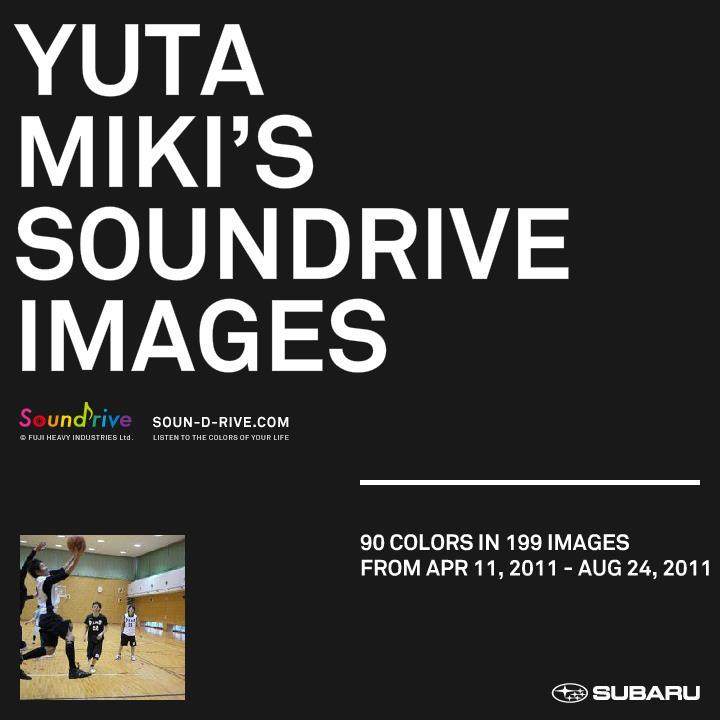 YUTA
MIKI’S
SOUNDRIVE
IMAGES
Soundrive
SOUN-D-RIVE.COM
© FUJI HEAVY INDUSTRIES Ltd.
LISTEN TO THE COLORS OF YOUR LIFE
90 COLORS IN 199 IMAGES
FROM APR 11, 2011 - AUG 24, 2011
SUBARU